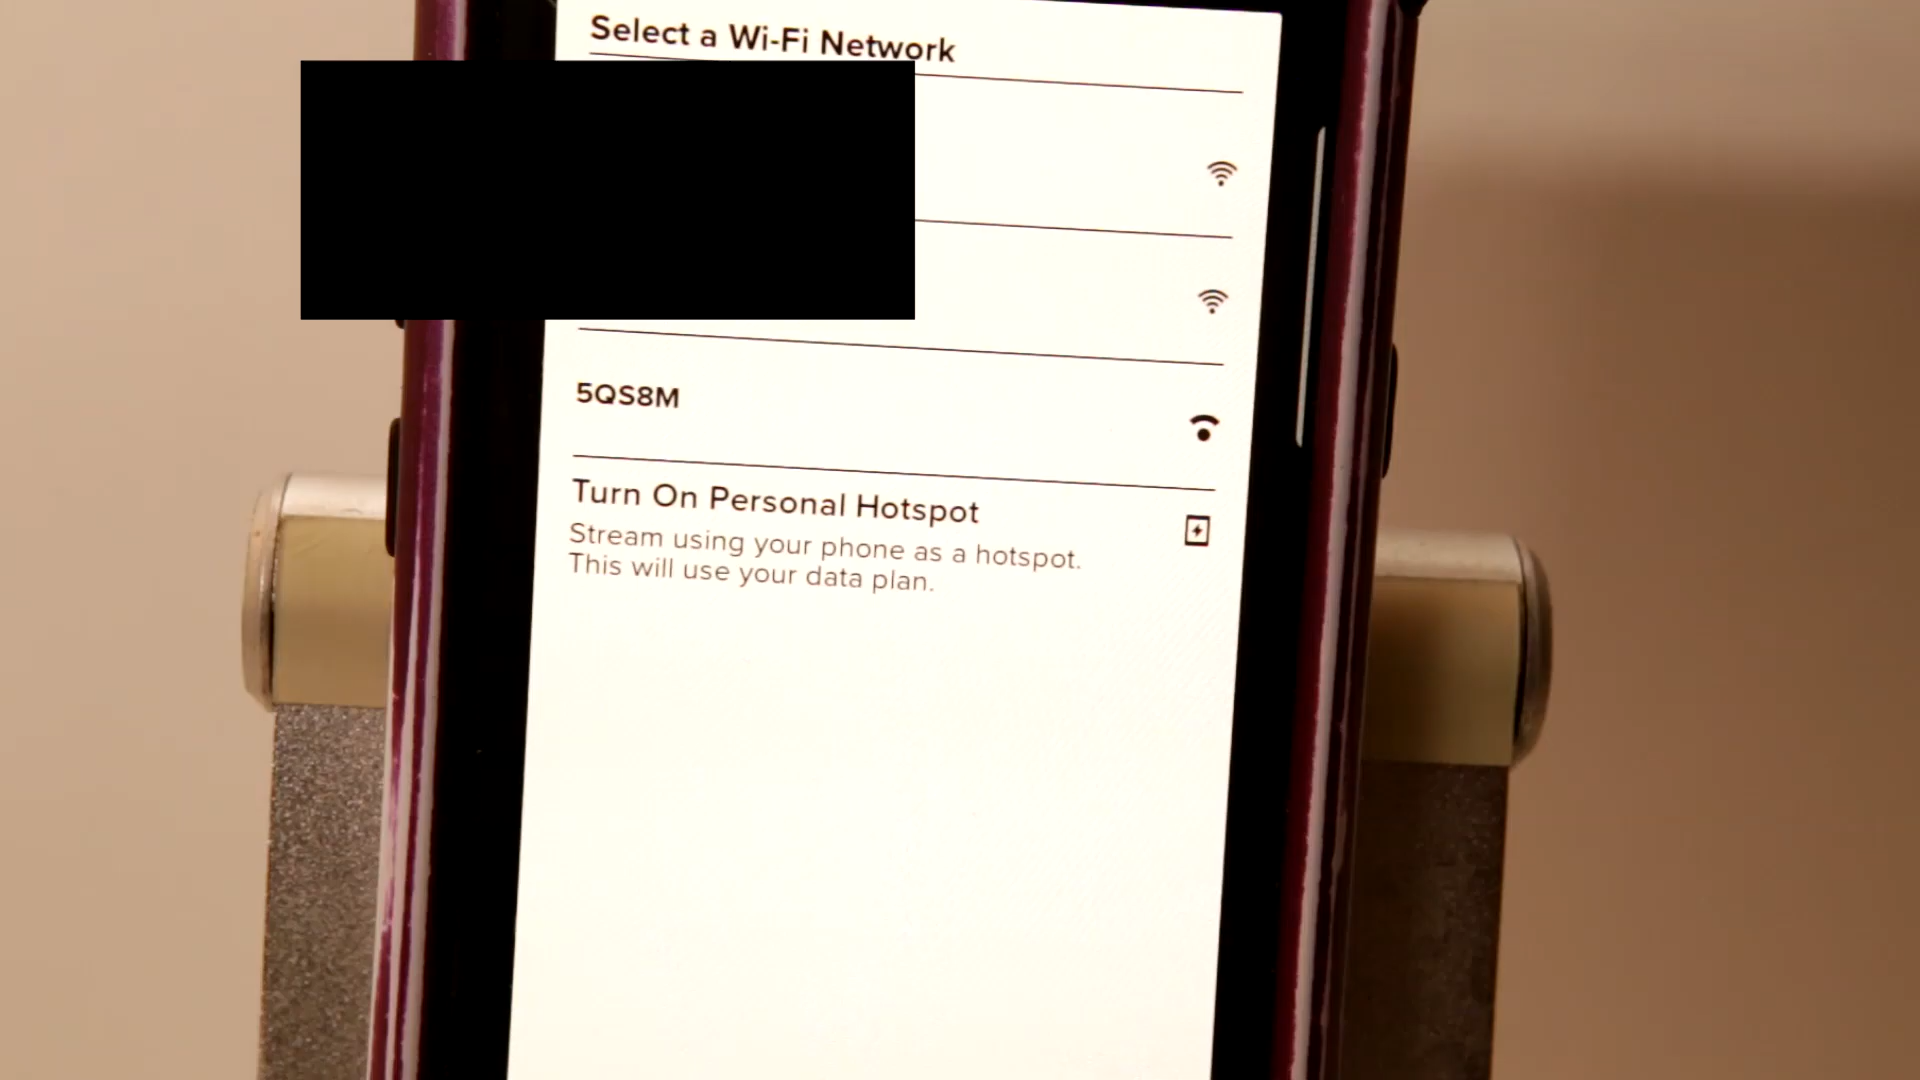 Select a Wi-Fi Network
5QS8M
Turn On Personal Hotspot
Stream using your phone as a hotspot.
This will use your data plan.